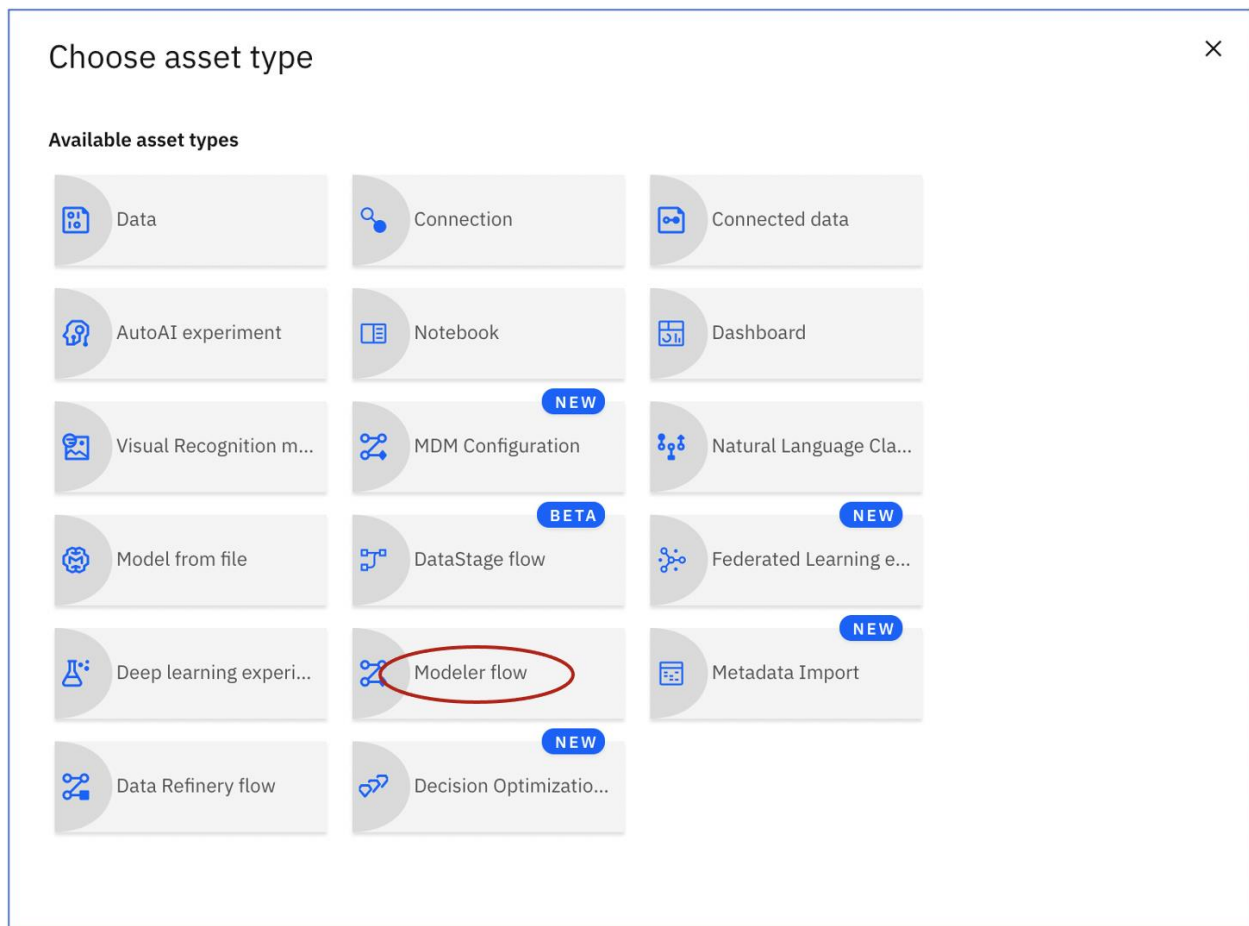 Choose asset type
Available asset types
Data
Connection
Connected data
AutoAI experiment
Notebook
Dashboard
NEW
Visual Recognition m...
MDM Configuration
Natural Language Cla...
BETA
NEW
Model from file
DataStage flow
Federated Learning e...
NEW
Deep learning experi...
Modeler flow
Metadata Import
NEW
Data Refinery flow
Decision Optimizatio...